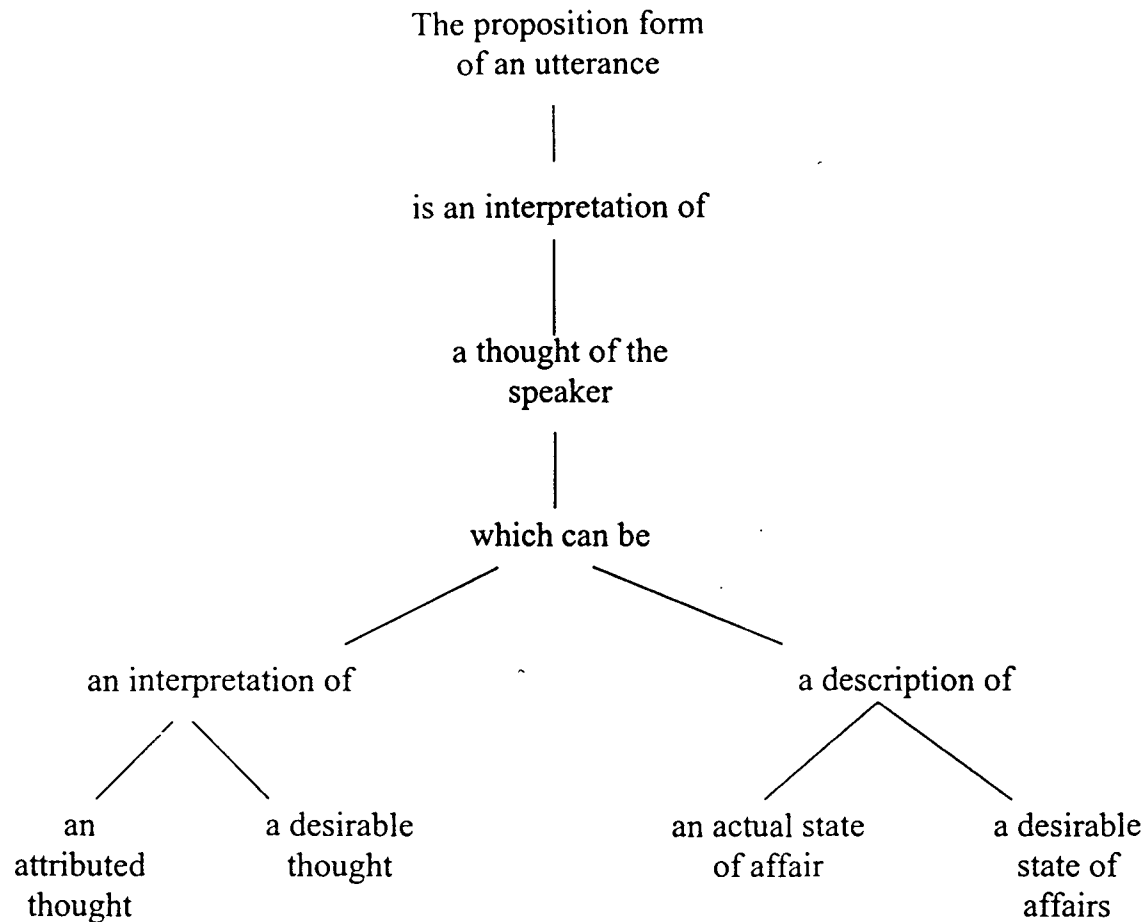 The proposition form
of an utterance
is an interpretation of
a thought of the
speaker
which can be
an interpretation of
a description of
an
attributed
thought
a desirable
thought
an actual state
of affair
a desirable
state of
affairs